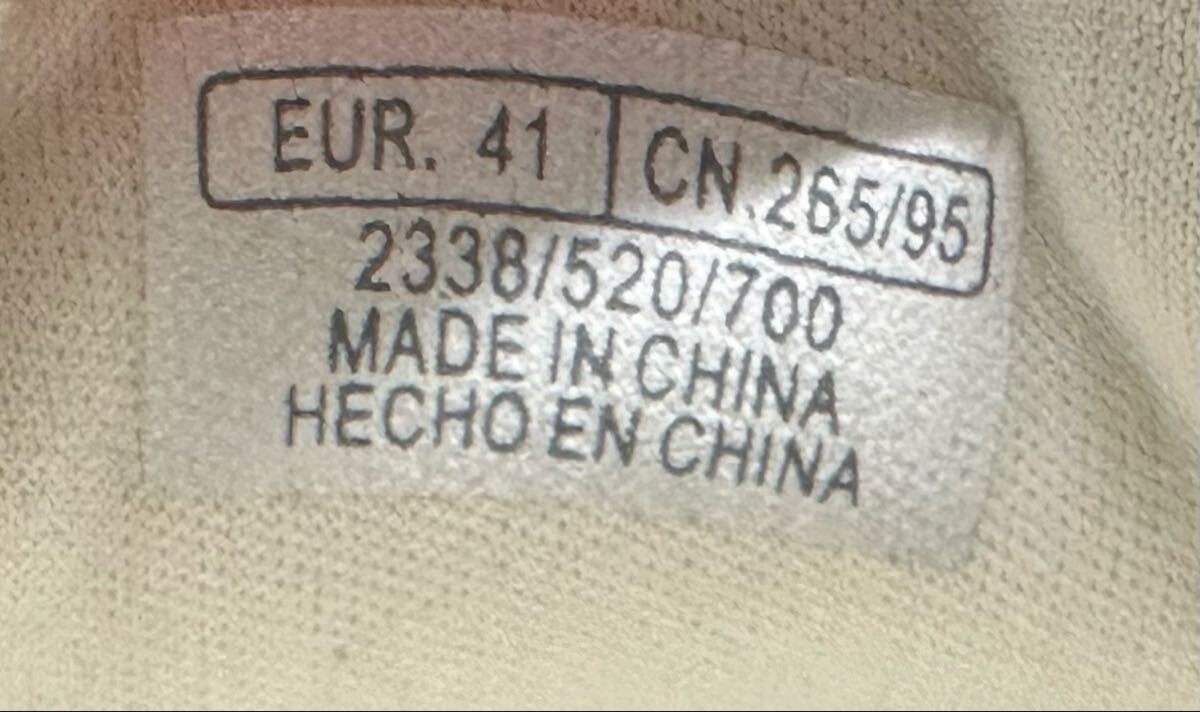 EUR. 41 CN.265/95
2338/520/700
MADE IN CHINA
HECHO EN CHINA